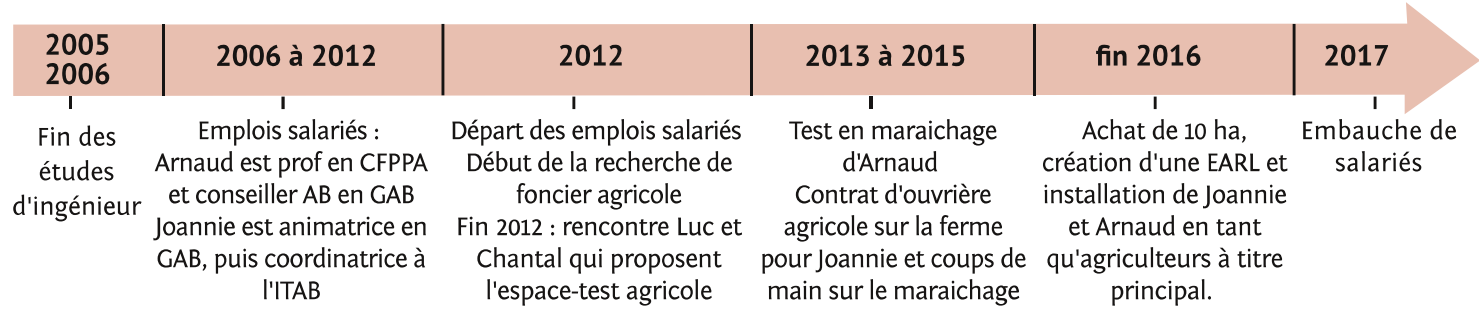 2005
2006
Fin des
études
d'ingénieur
2006 à 2012
Emplois salariés :
Arnaud est prof en CFPPA
et conseiller AB en GAB
Joannie est animatrice en
GAB, puis coordinatrice à
l'ITAB
2012
Départ des emplois salariés
Début de la recherche de
foncier agricole
Fin 2012 : rencontre Luc et
Chantal qui proposent
l'espace-test agricole
2013 à 2015
Test en maraichage
d'Arnaud
Contrat d'ouvrière
agricole sur la ferme
pour Joannie et coups de
main sur le maraichage
fin 2016
Achat de 10 ha,
création d'une EARL et
installation de Joannie
et Arnaud en tant
qu'agriculteurs à titre
principal.
2017
Embauche de
salariés